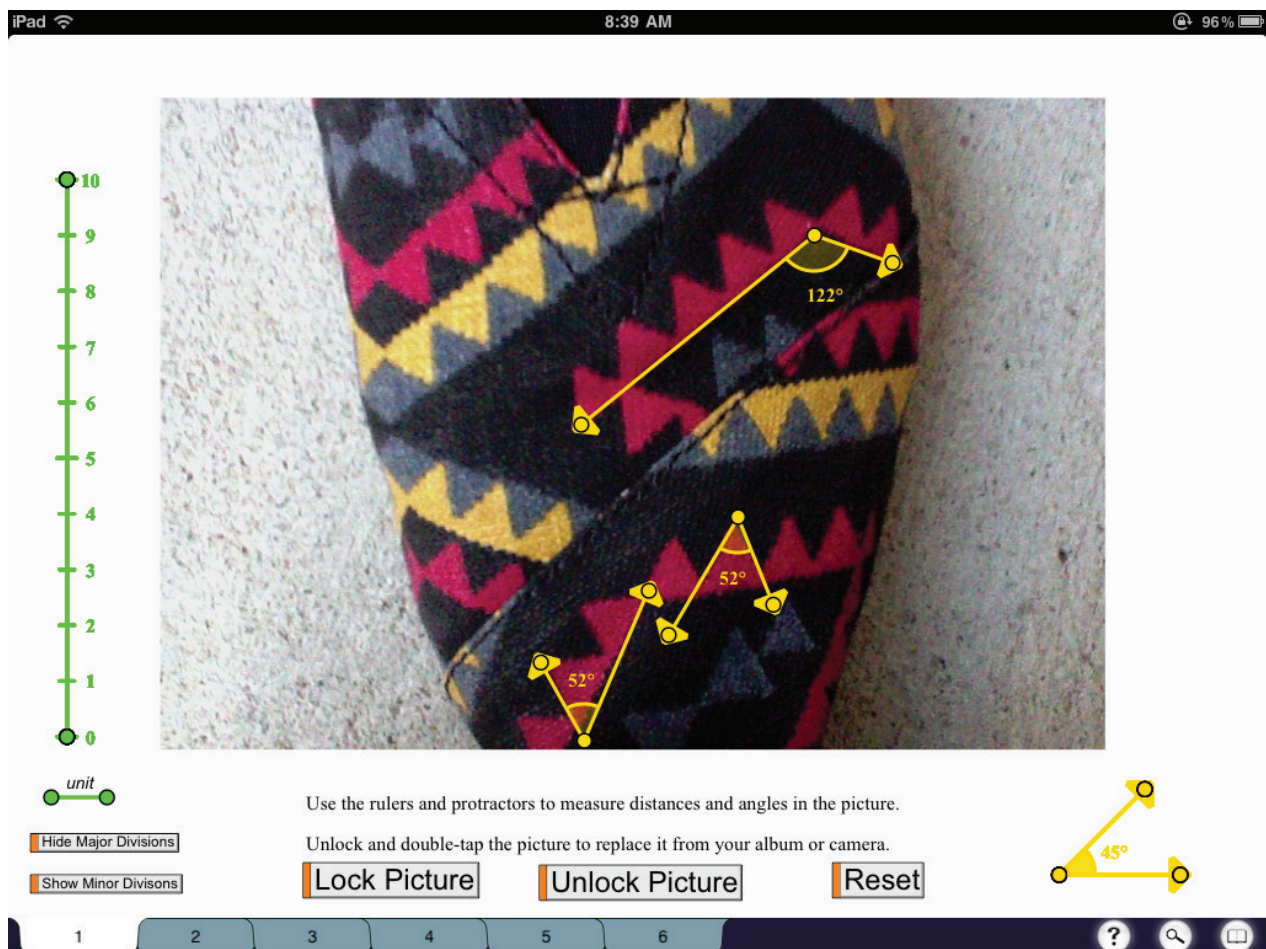 iPad 8:39 AM 96%
10
9
8
7
6
5
4
3
2
1
0
122°
52°
52°
unit
Use the rulers and protractors to measure distances and angles in the picture.
Hide Major Divisions
Unlock and double-tap the picture to replace it from your album or camera.
45°
Show Minor Divisons
Lock Picture
Unlock Picture
Reset
1 2 3 4 5 6 ?